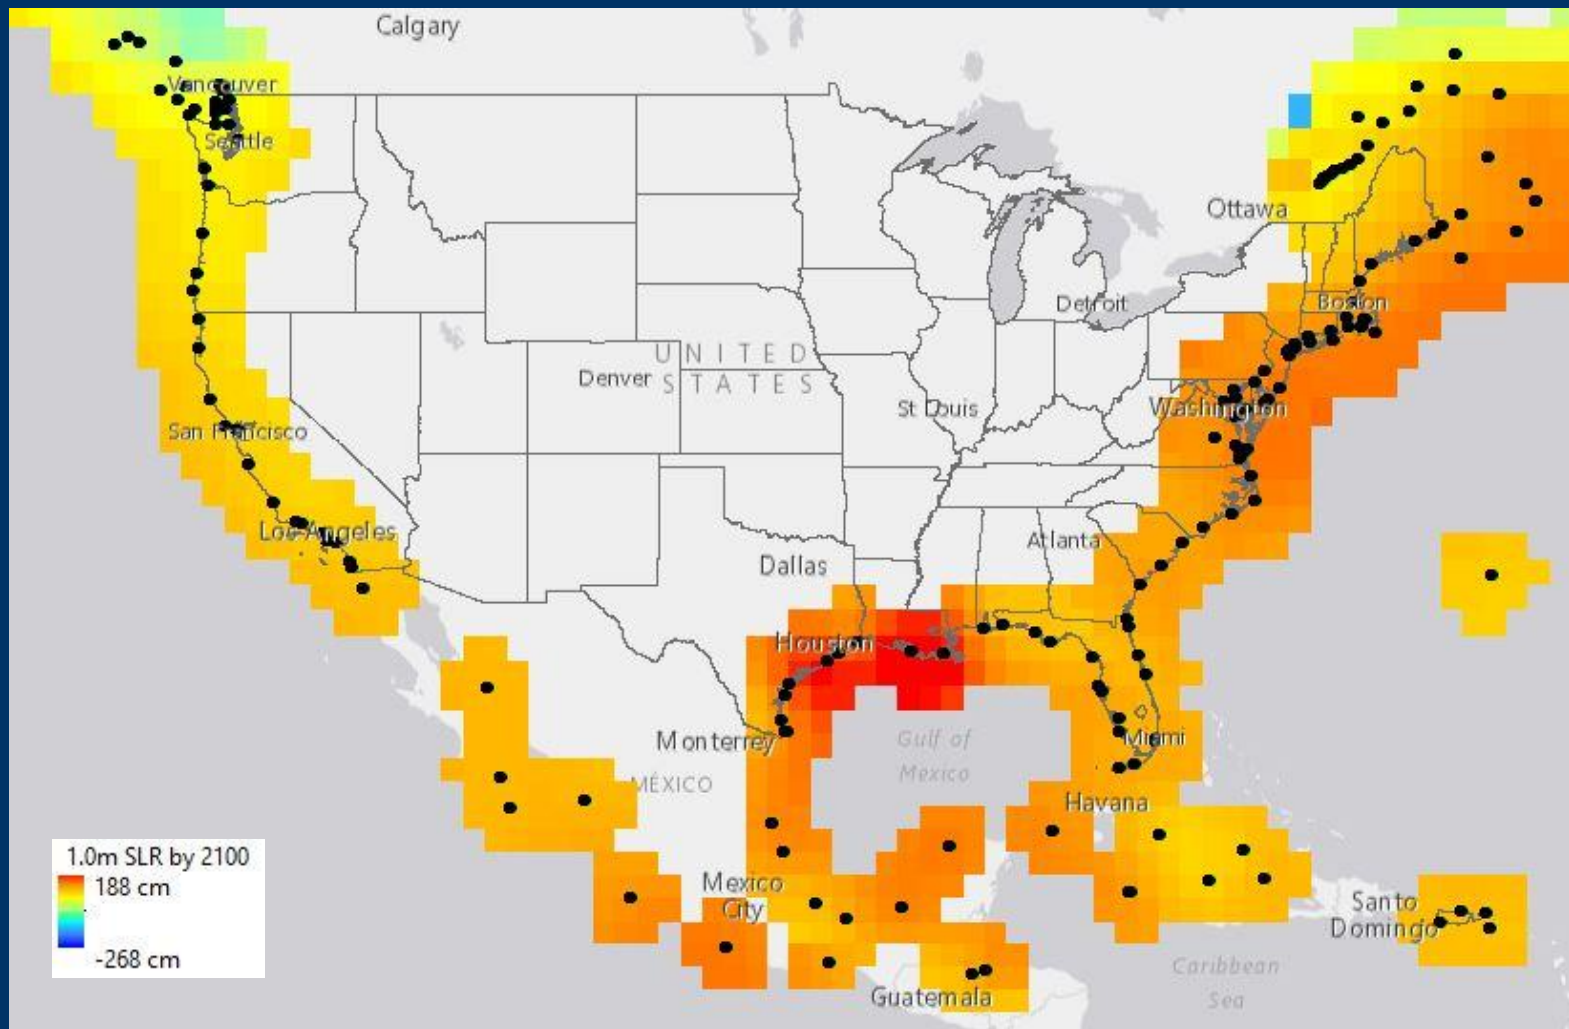 Calgary
Vancouver
Seattle
Ottawa
Boston
Detroit
UNITED
STATES
Denver
St Louis
Washington
San Francisco
Los Angeles
Atlanta
Dallas
Houston
Monterrey
Gulf of
Mexico
Miami
MÉXICO
Havana
1.0m SLR by 2100
188 cm
-268 cm
Mexico
City
Santo
Domingo
Caribbean
Sea
Guatemala